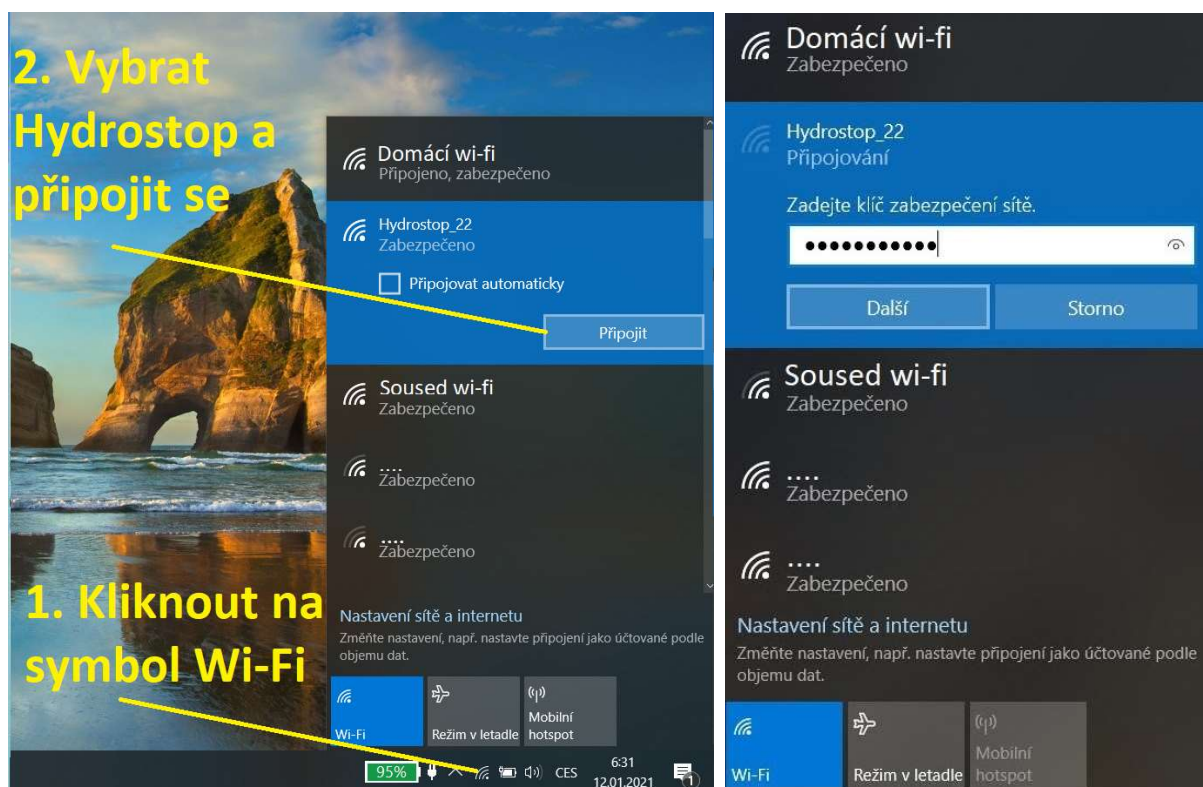 2. Vybrat
Hydrostop a
připojit se
Domácí wi-fi
Připojeno, zabezpečeno
Hydrostop_22
Zabezpečeno
Připojovat automaticky
Připojit
Soused wi-fi
Zabezpečeno
....
Zabezpečeno
....
Zabezpečeno
1. Kliknout na
symbol Wi-Fi
Nastavení sítě a internetu
Změňte nastavení, např. nastavte připojení jako účtované podle
objemu dat.
Wi-Fi
Režim v letadle
Mobilní
hotspot
95%
CES
6:31
12.01.2021
1
Domácí wi-fi
Zabezpečeno
Hydrostop_22
Připojování
Zadejte klíč zabezpečení sítě.
●●●●●●●●●●●
Další
Storno
Soused wi-fi
Zabezpečeno
....
Zabezpečeno
....
Zabezpečeno
Nastavení sítě a internetu
Změňte nastavení, např. nastavte připojení jako účtované podle
objemu dat.
Wi-Fi
Režim v letadle
Mobilní
hotspot